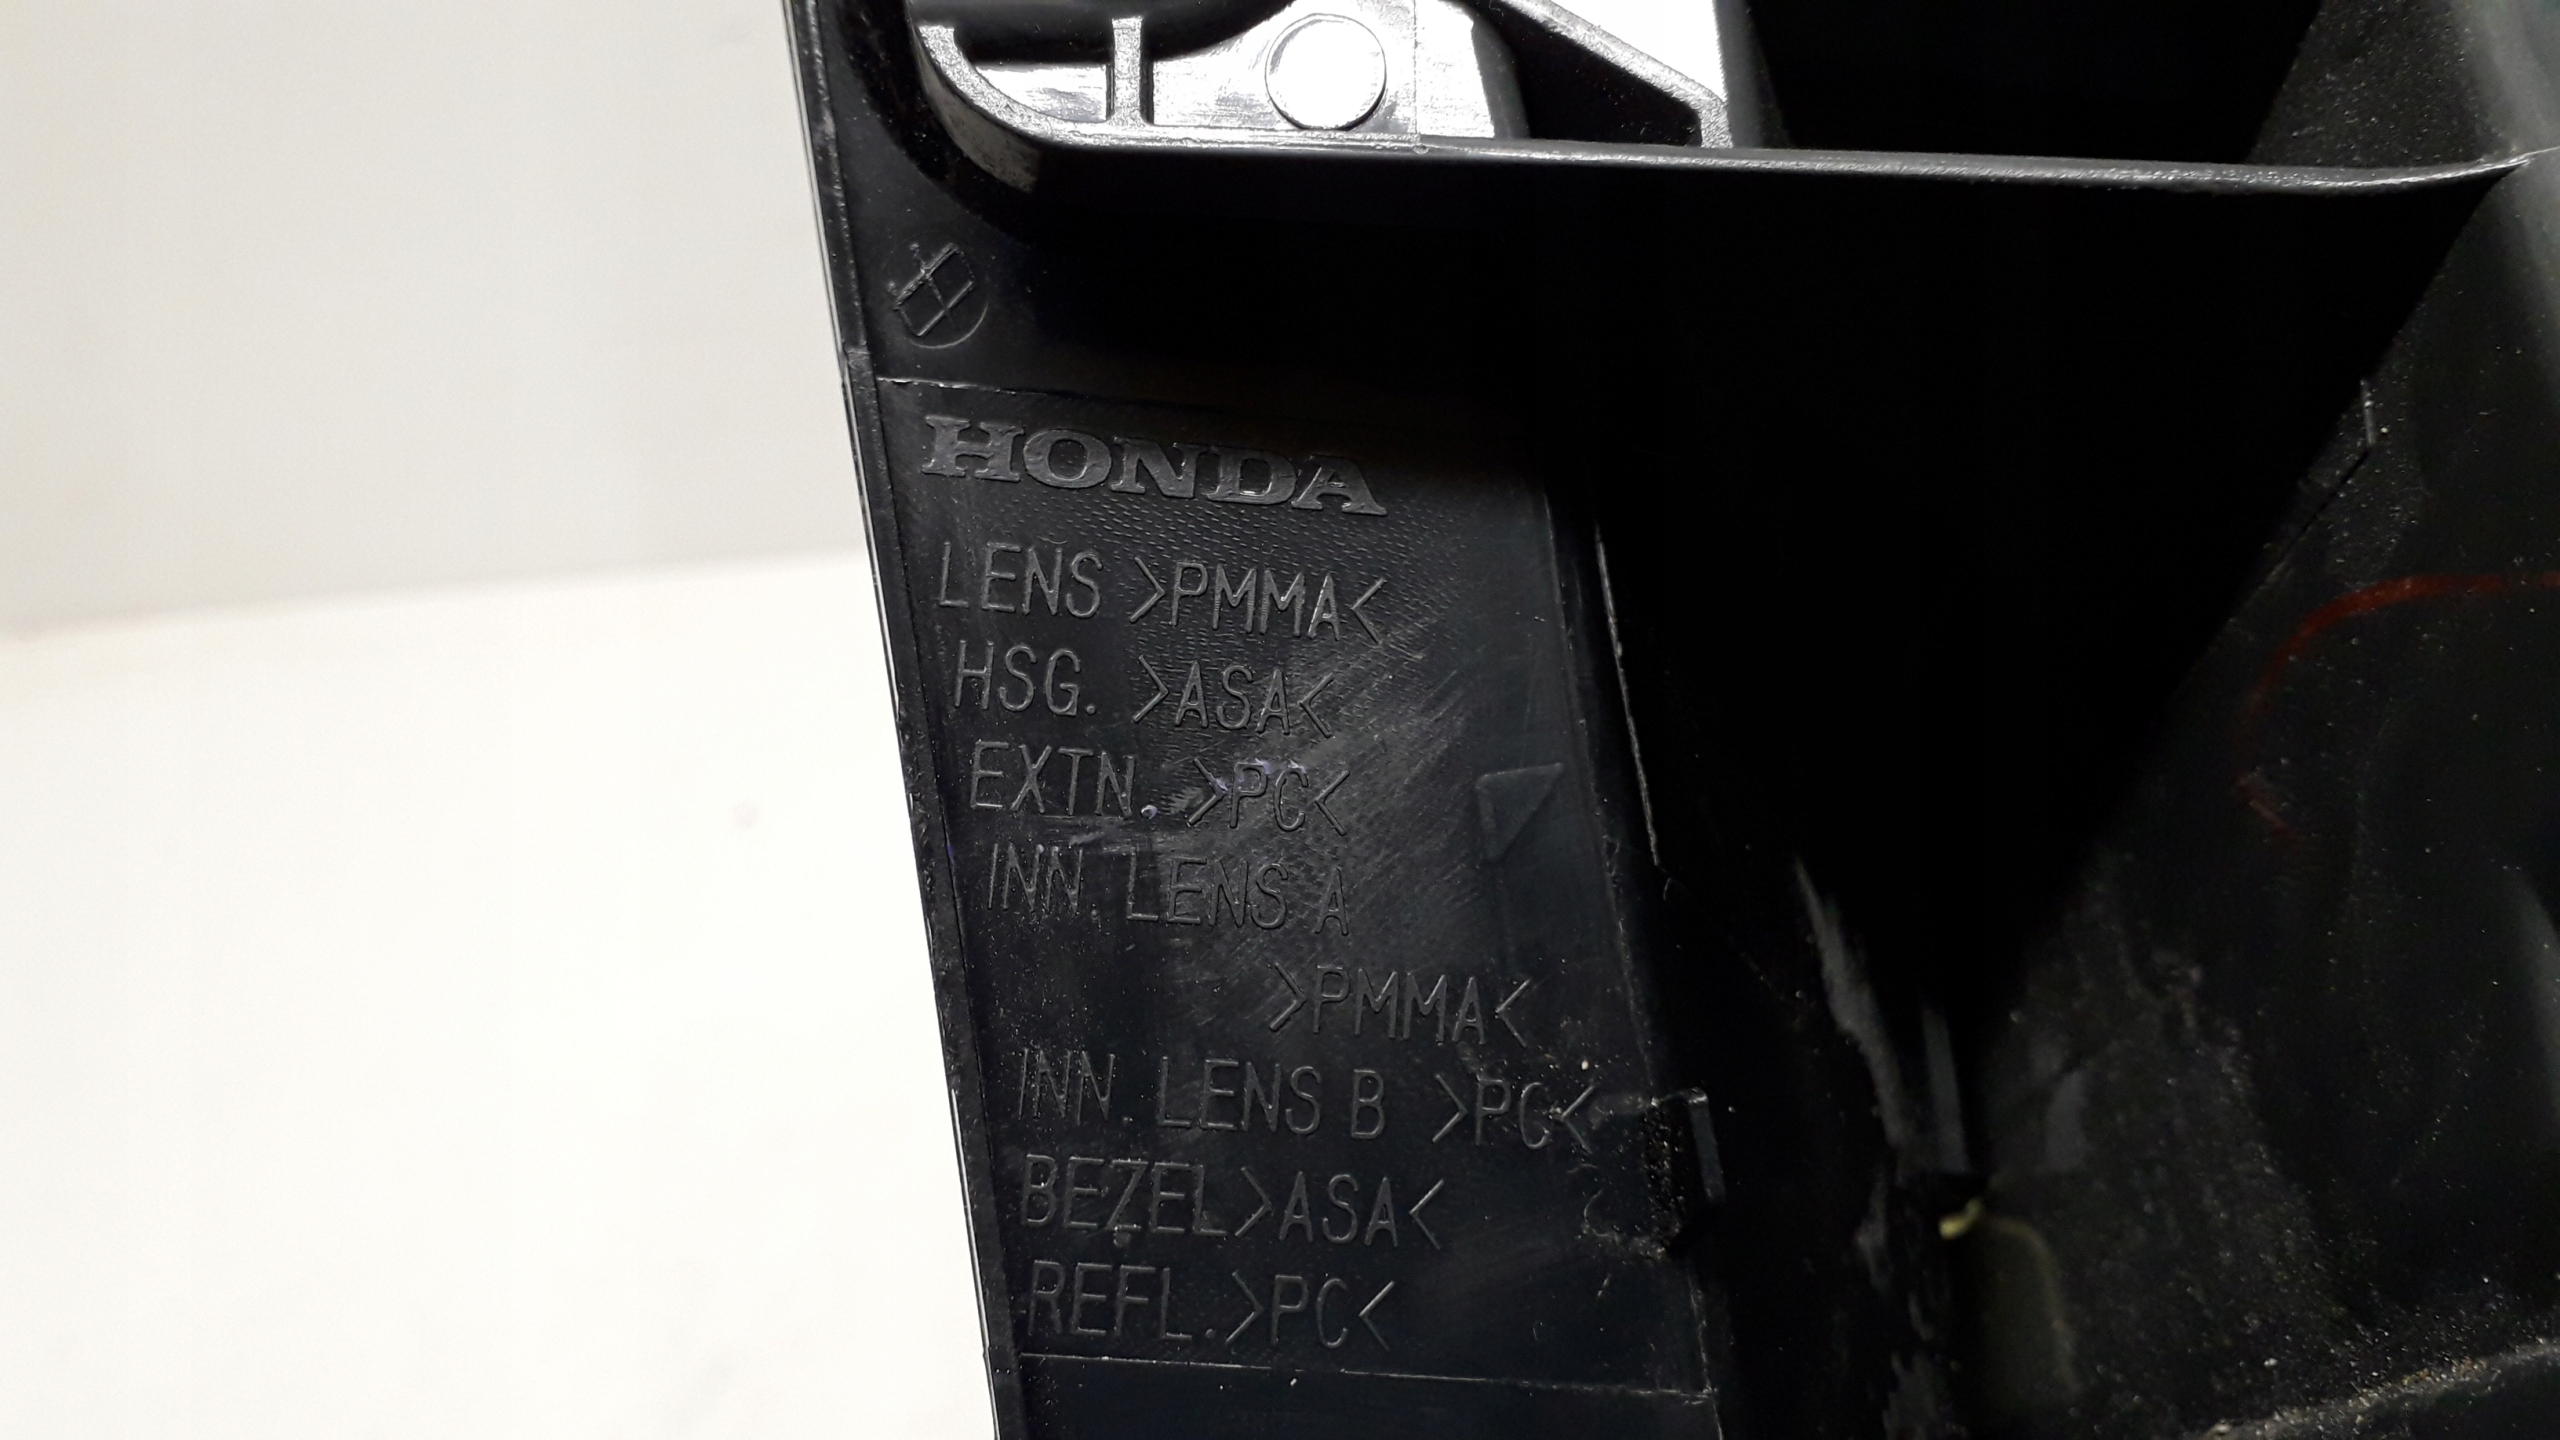 HONDA
LENS >PMMA<
HSG. >ASA<
EXTN. >PC<
INN. LENS A
>PMMA<
INN. LENS B >PC<
BEZEL>ASA<
REFL.>PC<